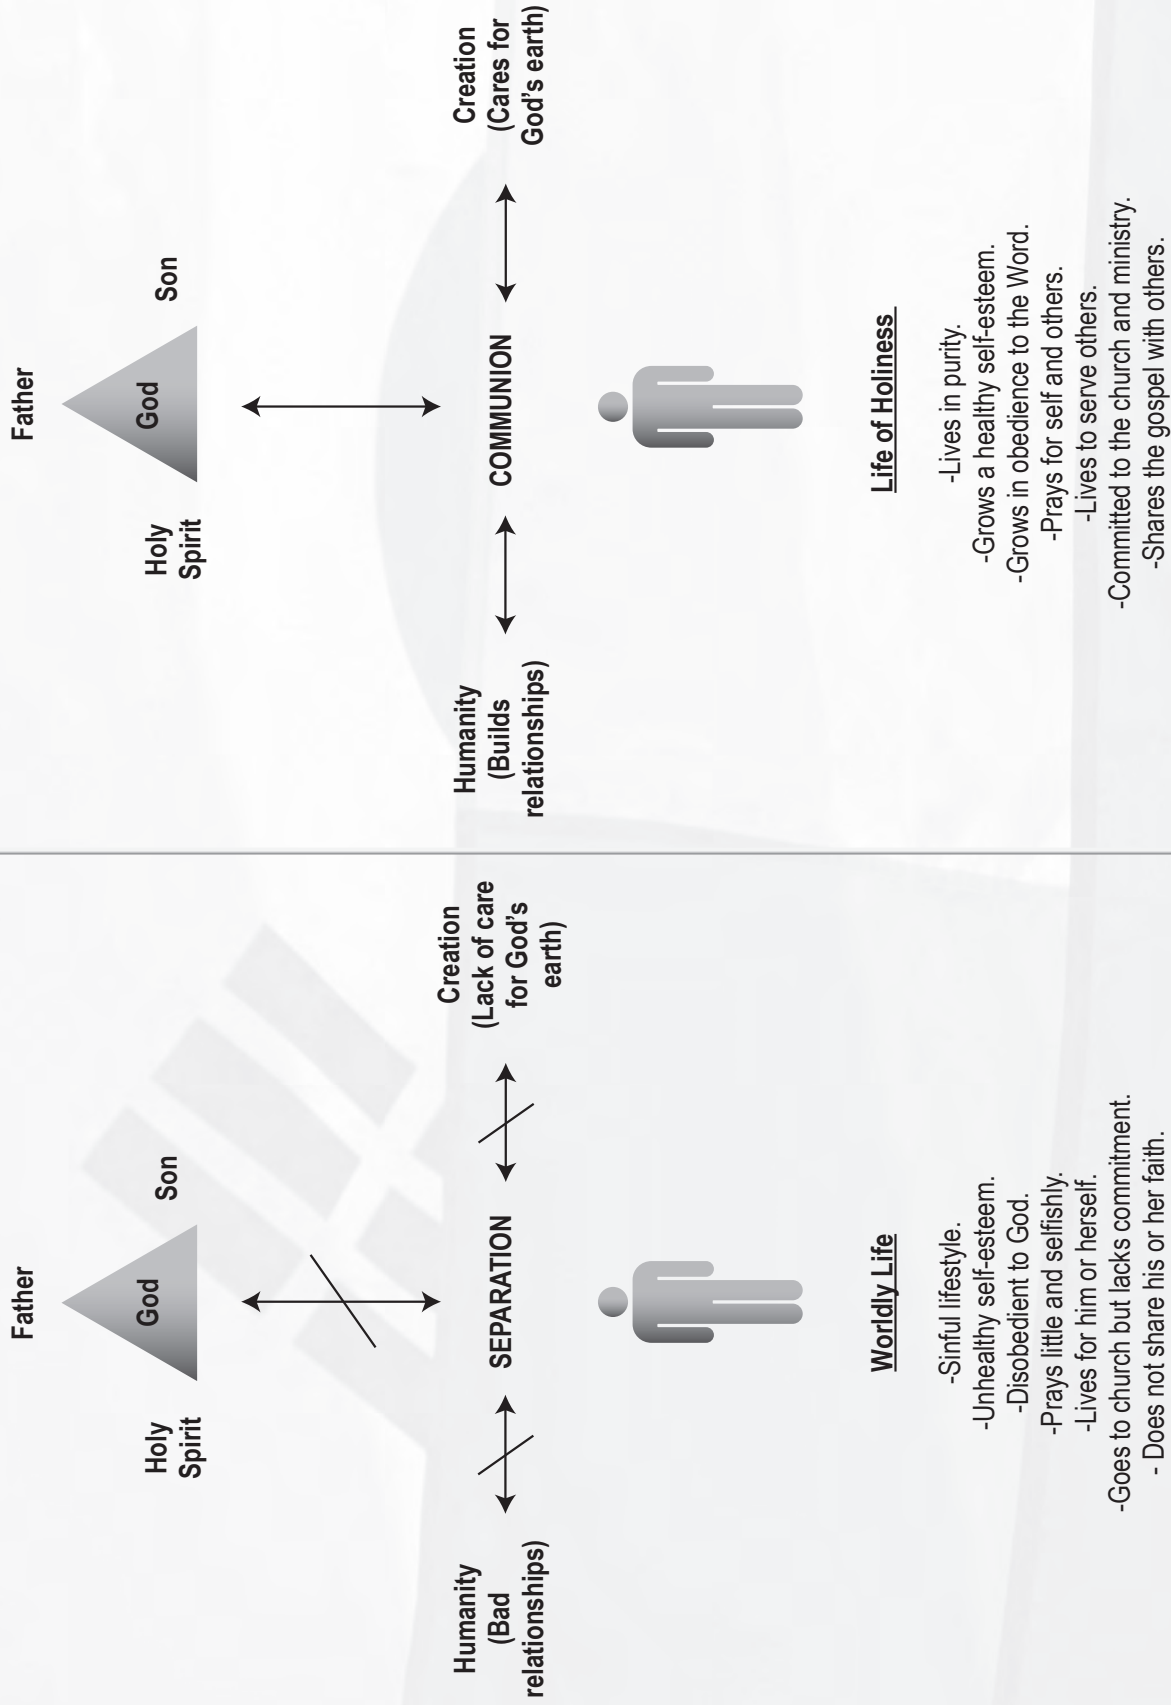 Father
God
Holy
Spirit
Son
SEPARATION
Humanity
(Bad
relationships)
Creation
(Lack of care
for God's
earth)
Worldly Life
-Sinful lifestyle.
-Unhealthy self-esteem.
-Disobedient to God.
-Prays little and selfishly.
-Lives for him or herself.
-Goes to church but lacks commitment.
- Does not share his or her faith.
Father
God
Holy
Spirit
Son
COMMUNION
Humanity
(Builds
relationships)
Creation
(Cares for
God's earth)
Life of Holiness
-Lives in purity.
-Grows a healthy self-esteem.
-Grows in obedience to the Word.
-Prays for self and others.
-Lives to serve others.
-Committed to the church and ministry.
-Shares the gospel with others.